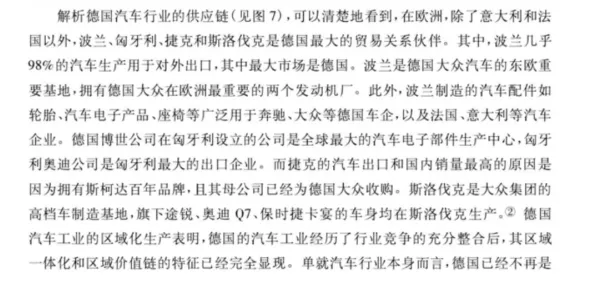 解析德国汽车行业的供应链(见图7),可以清楚地看到,在欧洲,除了意大利和法
国以外,波兰、匈牙利、捷克和斯洛伐克是德国最大的贸易关系伙伴。其中,波兰几乎
98%的汽车生产用于对外出口,其中最大市场是德国。波兰是德国大众汽车的东欧重
要基地,拥有德国大众在欧洲最重要的两个发动机厂。此外,波兰制造的汽车配件如
轮胎、汽车电子产品、座椅等广泛用于奔驰、大众等德国车企,以及法国、意大利等汽车
企业。德国博世公司在匈牙利设立的公司是全球最大的汽车电子部件生产中心,匈牙
利奥迪公司是匈牙利最大的出口企业。而捷克的汽车出口和国内销量最高的原因是
因为拥有斯柯达百年品牌,且其母公司已经为德国大众收购。斯洛伐克是大众集团的
高档车制造基地,旗下途锐、奥迪 Q7、保时捷卡宴的车身均在斯洛伐克生产。② 德国
汽车工业的区域化生产表明,德国的汽车工业经历了行业竞争的充分整合后,其区域
一体化和区域价值链的特征已经完全显现。单就汽车行业本身而言,德国已经不再是